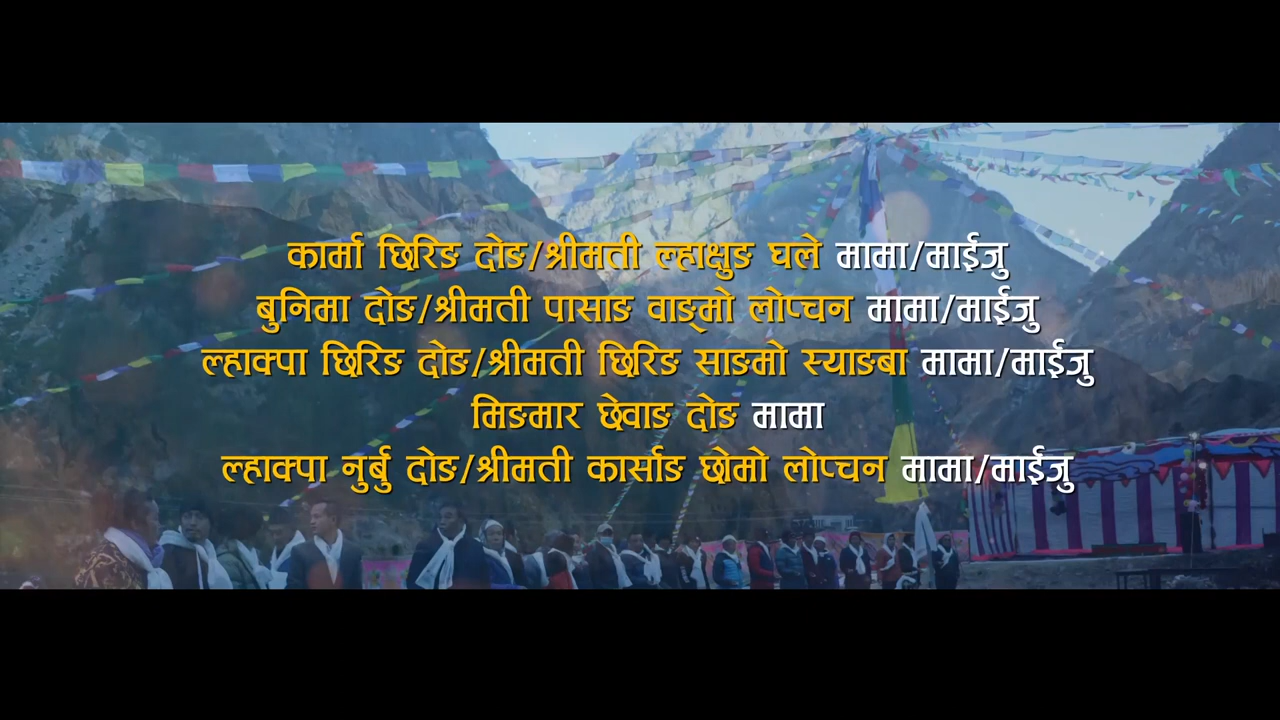 कार्मा छिरिङ दोङ/श्रीमती ल्हाक्षुङ घले मामा/माईजु
बुनिमा दोङ/श्रीमती पासाङ वाङ्मो लोप्चन मामा/माईजु
ल्हाक्पा छिरिङ दोङ/श्रीमती छिरिङ साङमो स्याङबा मामा/माईजु
मिङमार छेवाङ दोङ मामा
ल्हाक्पा नुर्बु दोङ/श्रीमती कार्साङ छोमो लोप्चन मामा/माईजु